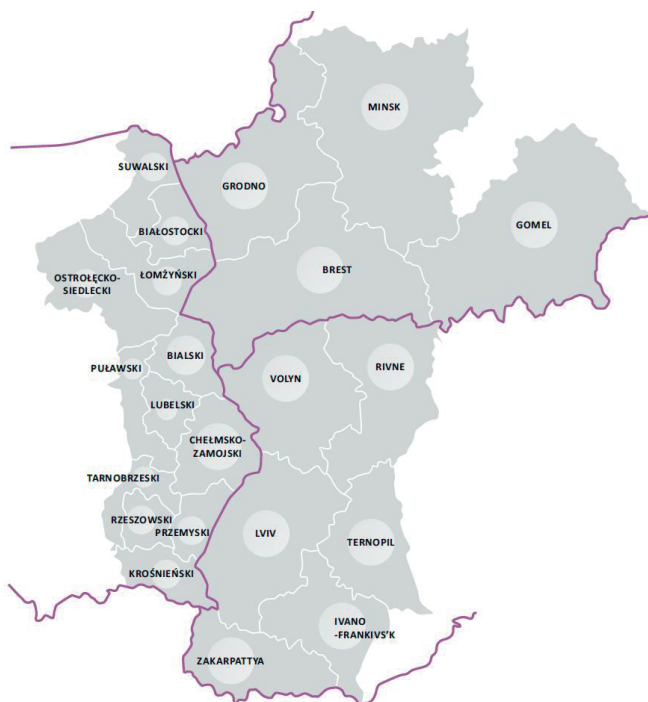 MINSK
SUWALSKI
GRODNO
GOMEL
BIAŁOSTOCKI
BREST
OSTROŁĘCKO-
SIEDLECKI
ŁOMŻYŃSKI
BIALSKI
PUŁAWSKI
RIVNE
VOLYN
LUBELSKI
CHEŁMSKO-
ZAMOJSKI
TARNOBRZESKI
RZESZOWSKI
PRZEMYSKI
LVIV
TERNOPIL
KROŚNIEŃSKI
IVANO
-FRANKIVS'K
ZAKARPATTYA